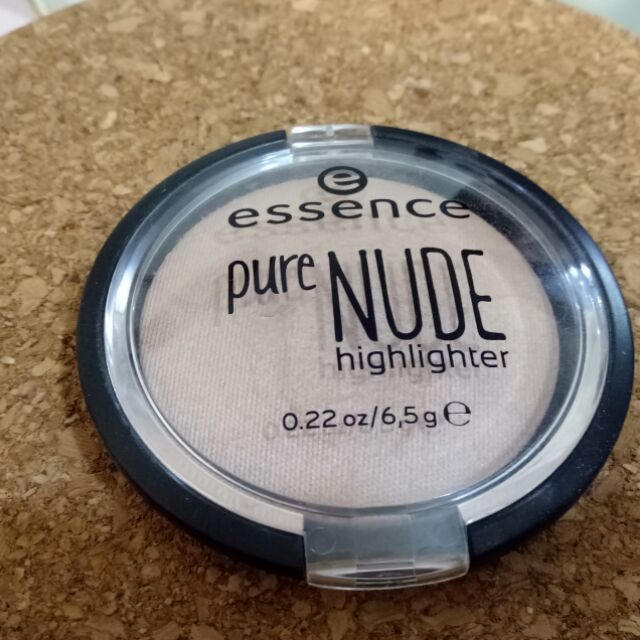 essence
pure NUDE
highlighter
0.22 oz/6,5 g ℮